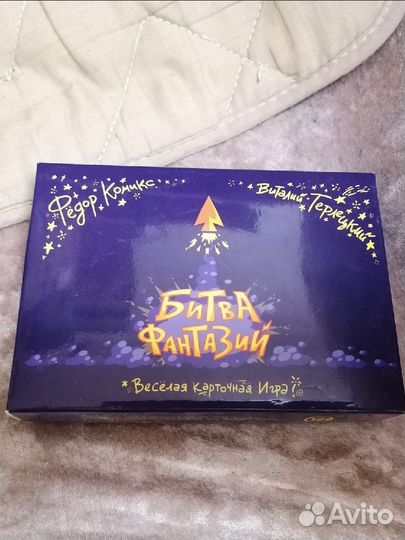 Фёдор Комикс
Виталий Терлецкий
БИТВА
ФАНТАЗИЙ
*Весёлая Карточная Игра!
Avito